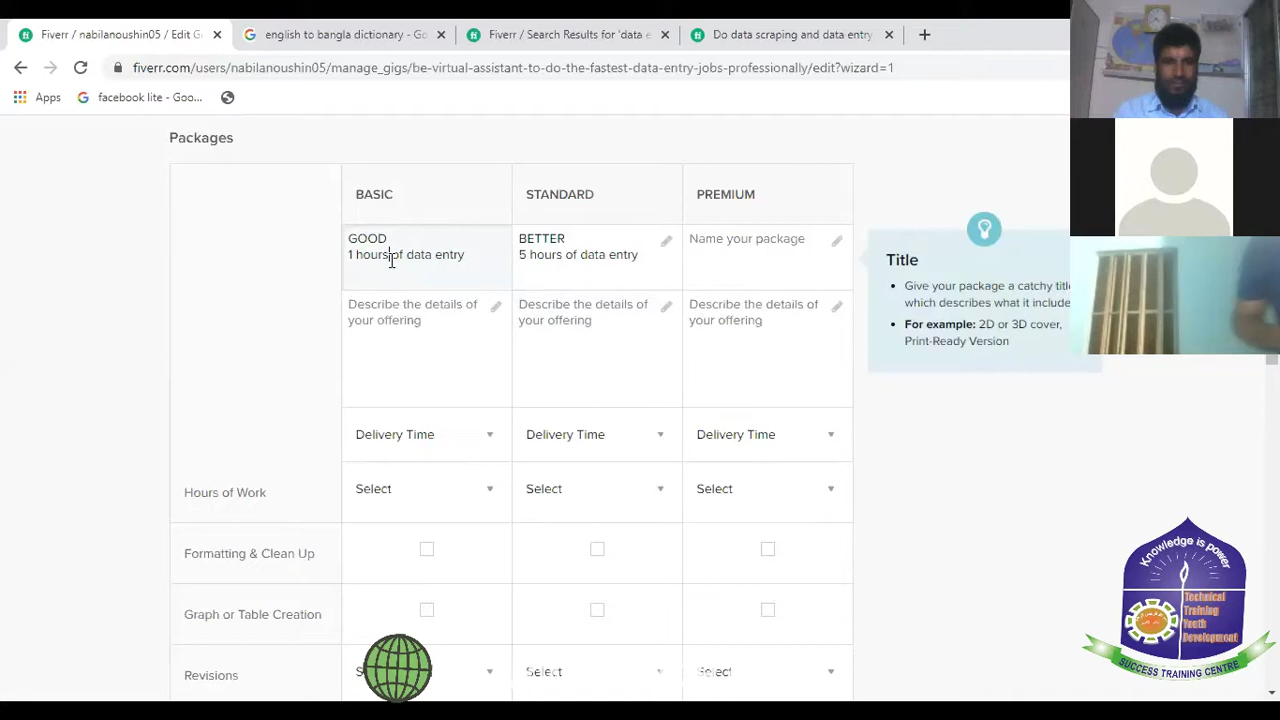 Fiverr / nabilanoushin05 / Edit G
english to bangla dictionary - Go
Fiverr / Search Results for 'data e
Do data scraping and data entry
fiverr.com/users/nabilanoushin05/manage_gigs/be-virtual-assistant-to-do-the-fastest-data-entry-jobs-professionally/edit?wizard=1
Apps
facebook lite - Goo...
Packages
BASIC
STANDARD
PREMIUM
GOOD
1 hours of data entry
BETTER
5 hours of data entry
Name your package
Describe the details of
your offering
Describe the details of
your offering
Describe the details of
your offering
Delivery Time
Delivery Time
Delivery Time
Hours of Work
Select
Select
Select
Formatting & Clean Up
Graph or Table Creation
Revisions
Select
Select
Title
Give your package a catchy title
which describes what it include
For example: 2D or 3D cover,
Print-Ready Version
Knowledge is power
Technical
Training
Youth
Development
SUCCESS TRAINING CENTRE